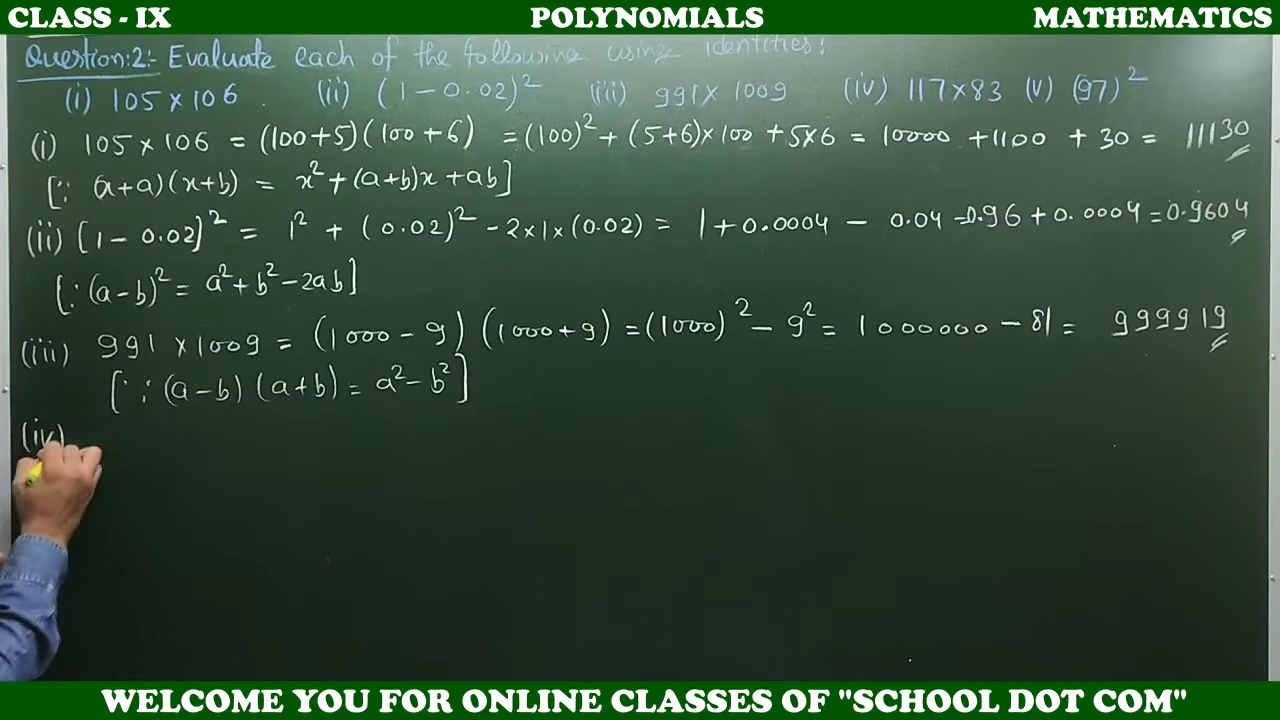 CLASS - IX POLYNOMIALS MATHEMATICS
Question:2:- Evaluate each of the following using identities:
(i) 105 × 106 (ii) (1 - 0.02)² (iii) 991 × 1009 (iv) 117 × 83 (v) (97)²
(i) 105 × 106 = (100+5)(100+6) = (100)² + (5+6)×100 + 5×6 = 10000 + 1100 + 30 = 11130
[∵ (x+a)(x+b) = x² + (a+b)x + ab]
(ii) [1 - 0.02]² = 1² + (0.02)² - 2×1×(0.02) = 1 + 0.0004 - 0.04 = 0.96 + 0.0004 = 0.9604
[∵ (a-b)² = a² + b² - 2ab]
(iii) 991 × 1009 = (1000 - 9) (1000 + 9) = (1000)² - 9² = 1000000 - 81 = 999919
[∵ (a-b) (a+b) = a² - b²]
(iv)
WELCOME YOU FOR ONLINE CLASSES OF "SCHOOL DOT COM"